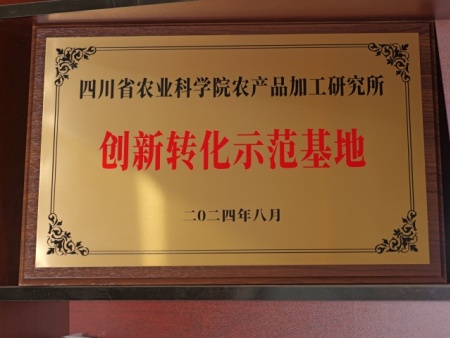 四川省农业科学院农产品加工研究所
创新转化示范基地
二〇二四年八月